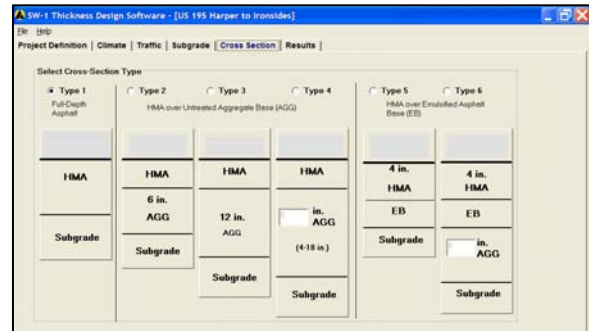 SW-1 Thickness Design Software - [US 195 Harper to Ironsides]
File Help
Project Definition | Climate | Traffic | Subgrade | Cross Section | Results |
Select Cross-Section Type
Type 1 Type 2 Type 3 Type 4 Type 5 Type 6
Full-Depth
Asphalt
HMA over Untreated Aggregate Base (AGG)
HMA over Emulsified Asphalt
Base (EB)
HMA
Subgrade
HMA
6 in.
AGG
Subgrade
HMA
12 in.
AGG
Subgrade
HMA
in.
AGG
(4-18 in.)
Subgrade
4 in.
HMA
EB
Subgrade
4 in.
HMA
EB
in.
AGG
Subgrade